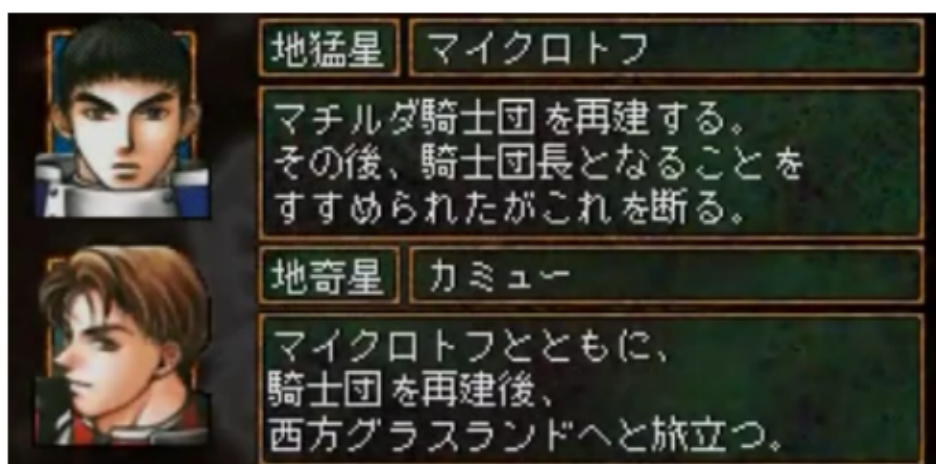 地猛星 マイクロトフ
マチルダ騎士団を再建する。
その後、騎士団長となることを
すすめられたがこれを断る。
地奇星 カミュー
マイクロトフとともに、
騎士団を再建後、
西方グラスランドへと旅立つ。